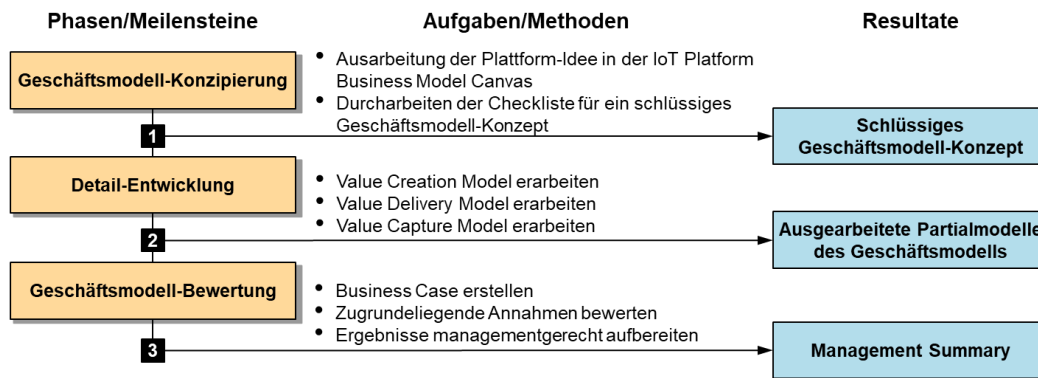 Phasen/Meilensteine
Aufgaben/Methoden
Resultate
Geschäftsmodell-Konzipierung
• Ausarbeitung der Plattform-Idee in der IoT Platform
Business Model Canvas
• Durcharbeiten der Checkliste für ein schlüssiges
Geschäftsmodell-Konzept
1
Schlüssiges
Geschäftsmodell-Konzept
Detail-Entwicklung
• Value Creation Model erarbeiten
• Value Delivery Model erarbeiten
• Value Capture Model erarbeiten
2
Ausgearbeitete Partialmodelle
des Geschäftsmodells
Geschäftsmodell-Bewertung
• Business Case erstellen
• Zugrundeliegende Annahmen bewerten
• Ergebnisse managementgerecht aufbereiten
3
Management Summary